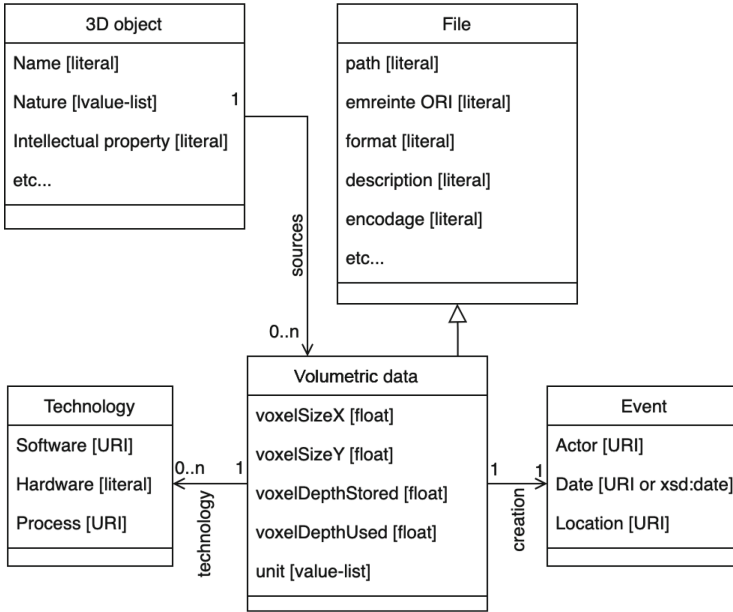 3D object
Name [literal]
Nature [lvalue-list]
Intellectual property [literal]
etc...
1
sources
0..n
File
path [literal]
emreinte ORI [literal]
format [literal]
description [literal]
encodage [literal]
etc...
Volumetric data
voxelSizeX [float]
voxelSizeY [float]
voxelDepthStored [float]
voxelDepthUsed [float]
unit [value-list]
Technology
Software [URI]
Hardware [literal]
Process [URI]
0..n
1
technology
1
1
creation
Event
Actor [URI]
Date [URI or xsd:date]
Location [URI]